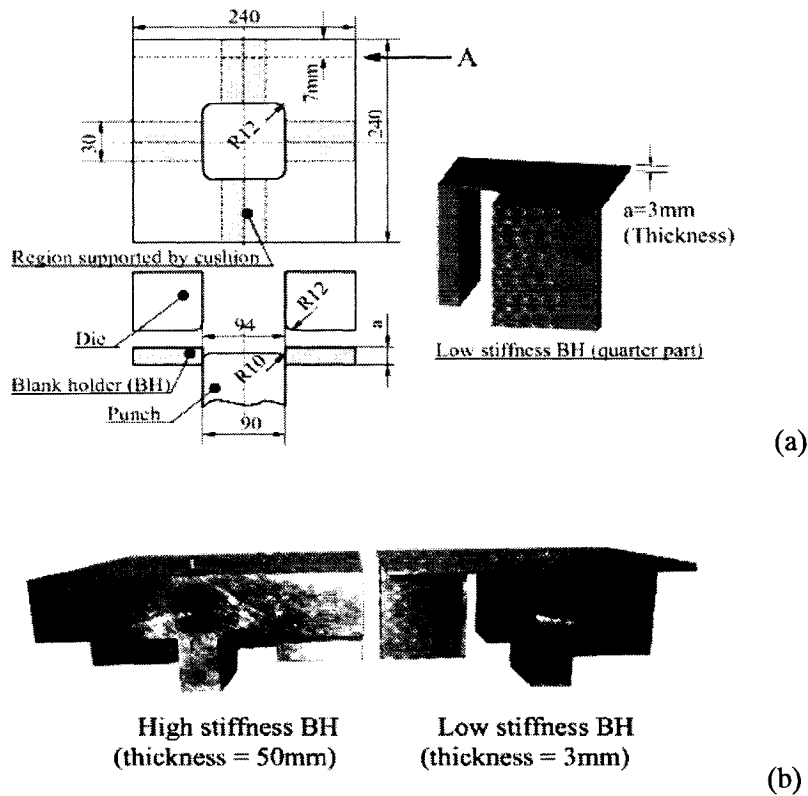 240
A
7mm
240
R12
30
Region supported by cushion
a=3mm
(Thickness)
Die
94
R12
a
Low stiffness BH (quarter part)
Blank holder (BH)
R10
Punch
90
(a)
High stiffness BH
(thickness = 50mm)
Low stiffness BH
(thickness = 3mm)
(b)